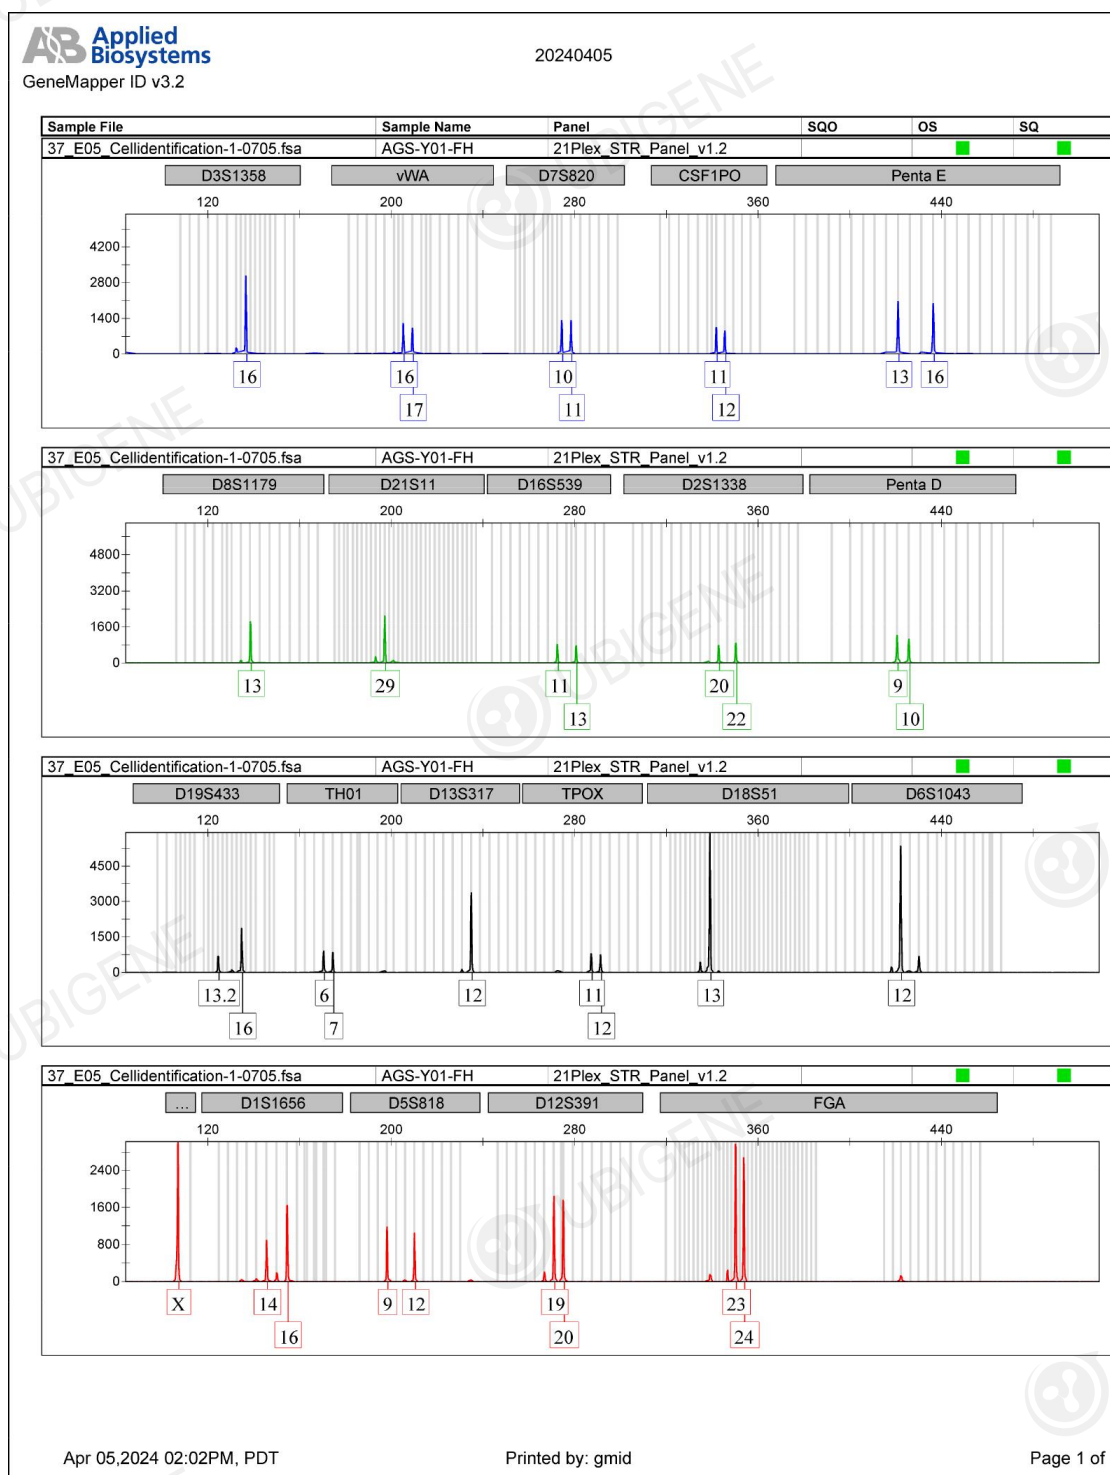 Applied
Biosystems
20240405
GeneMapper ID v3.2
Sample File Sample Name Panel SQO OS SQ
37_E05_Cellidentification-1-0705.fsa AGS-Y01-FH 21Plex_STR_Panel_v1.2
D3S1358 vWA D7S820 CSF1PO Penta E
120 200 280 360 440
4200
2800
1400
0
16 16 10 11 13 16
17 11 12
37_E05_Cellidentification-1-0705.fsa AGS-Y01-FH 21Plex_STR_Panel_v1.2
D8S1179 D21S11 D16S539 D2S1338 Penta D
120 200 280 360 440
4800
3200
1600
0
13 29 11 20 9
13 22 10
37_E05_Cellidentification-1-0705.fsa AGS-Y01-FH 21Plex_STR_Panel_v1.2
D19S433 TH01 D13S317 TPOX D18S51 D6S1043
120 200 280 360 440
4500
3000
1500
0
13.2 6 12 11 13 12
16 7 12
37_E05_Cellidentification-1-0705.fsa AGS-Y01-FH 21Plex_STR_Panel_v1.2
... D1S1656 D5S818 D12S391 FGA
120 200 280 360 440
2400
1600
800
0
X 14 9 12 19 23
16 20 24
Apr 05,2024 02:02PM, PDT Printed by: gmid Page 1 of
UBIGENE
UBIGENE
UBIGENE
UBIGENE
UBIGENE